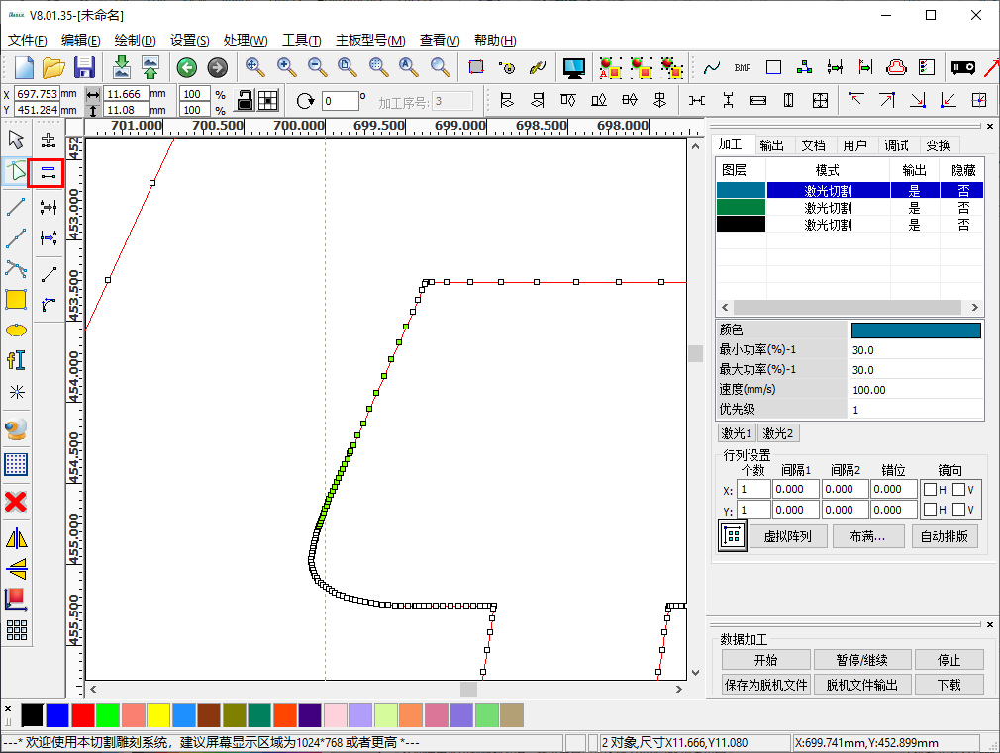 V8.01.35-[未命名]
文件(F) 编辑(E) 绘制(D) 设置(S) 处理(W) 工具(T) 主板型号(M) 查看(V) 帮助(H)
BMP
X 697.753 mm 11.666 mm 100 %
Y 451.284 mm 11.08 mm 100 %
0 ° 加工序号: 3
701.000 700.500 700.000 699.500 699.000 698.500 698.000
452
453.000
453.500
454.000
454.500
455.000
455.500
加工 输出 文档 用户 调试 变换
图层 模式 输出 隐藏
激光切割 是 否
激光切割 是 否
激光切割 是 否
颜色
最小功率(%)-1 30.0
最大功率(%)-1 30.0
速度(mm/s) 100.00
优先级 1
激光1 激光2
行列设置
个数 间隔1 间隔2 错位 镜向
X: 1 0.000 0.000 0.000 H V
Y: 1 0.000 0.000 0.000 H V
虚拟阵列 布满... 自动排版
数据加工
开始 暂停/继续 停止
保存为脱机文件 脱机文件输出 下载
---* 欢迎使用本切割雕刻系统，建议屏幕显示区域为1024*768 或者更高 *---
2 对象,尺寸X11.666,Y11.080
X:699.741mm,Y:452.899mm